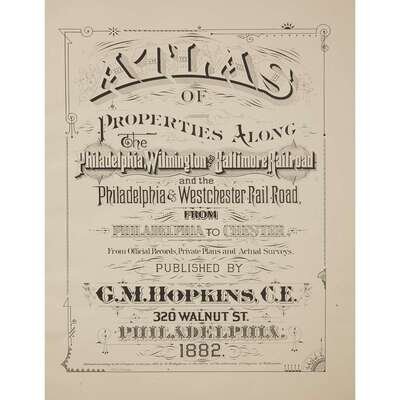 ATLAS
OF
PROPERTIES ALONG
The
Philadelphia, Wilmington and Baltimore Railroad
and the
Philadelphia & Westchester Rail Road,
FROM
PHILADELPHIA TO CHESTER,
From Official Records, Private Plans and Actual Surveys.
PUBLISHED BY
G.M. HOPKINS, C.E.
320 WALNUT ST.
PHILADELPHIA.
1882.